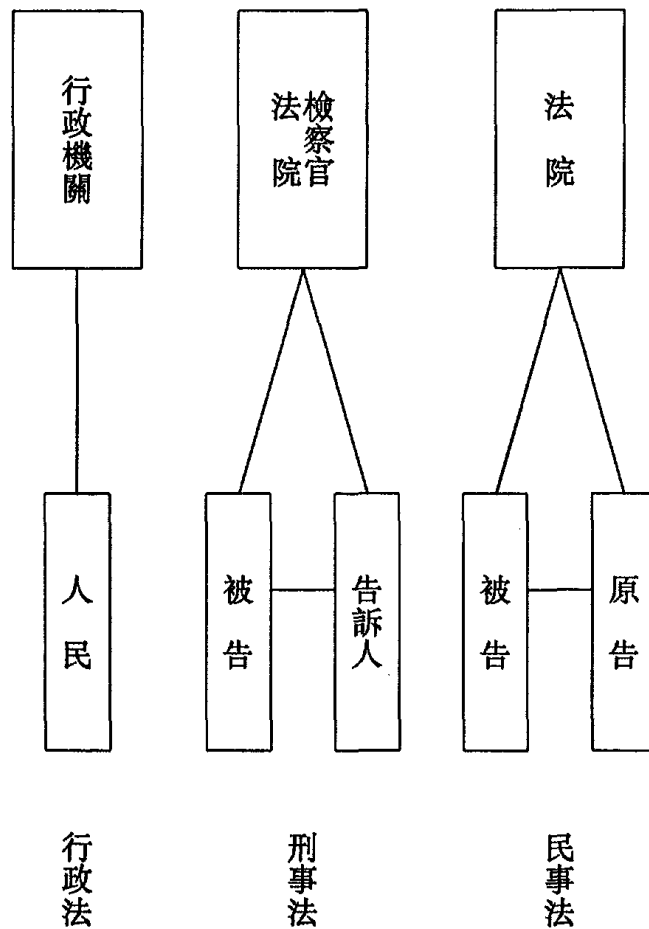 法院
檢察官
法院
行政機關
原告
被告
告訴人
被告
人民
民事法
刑事法
行政法